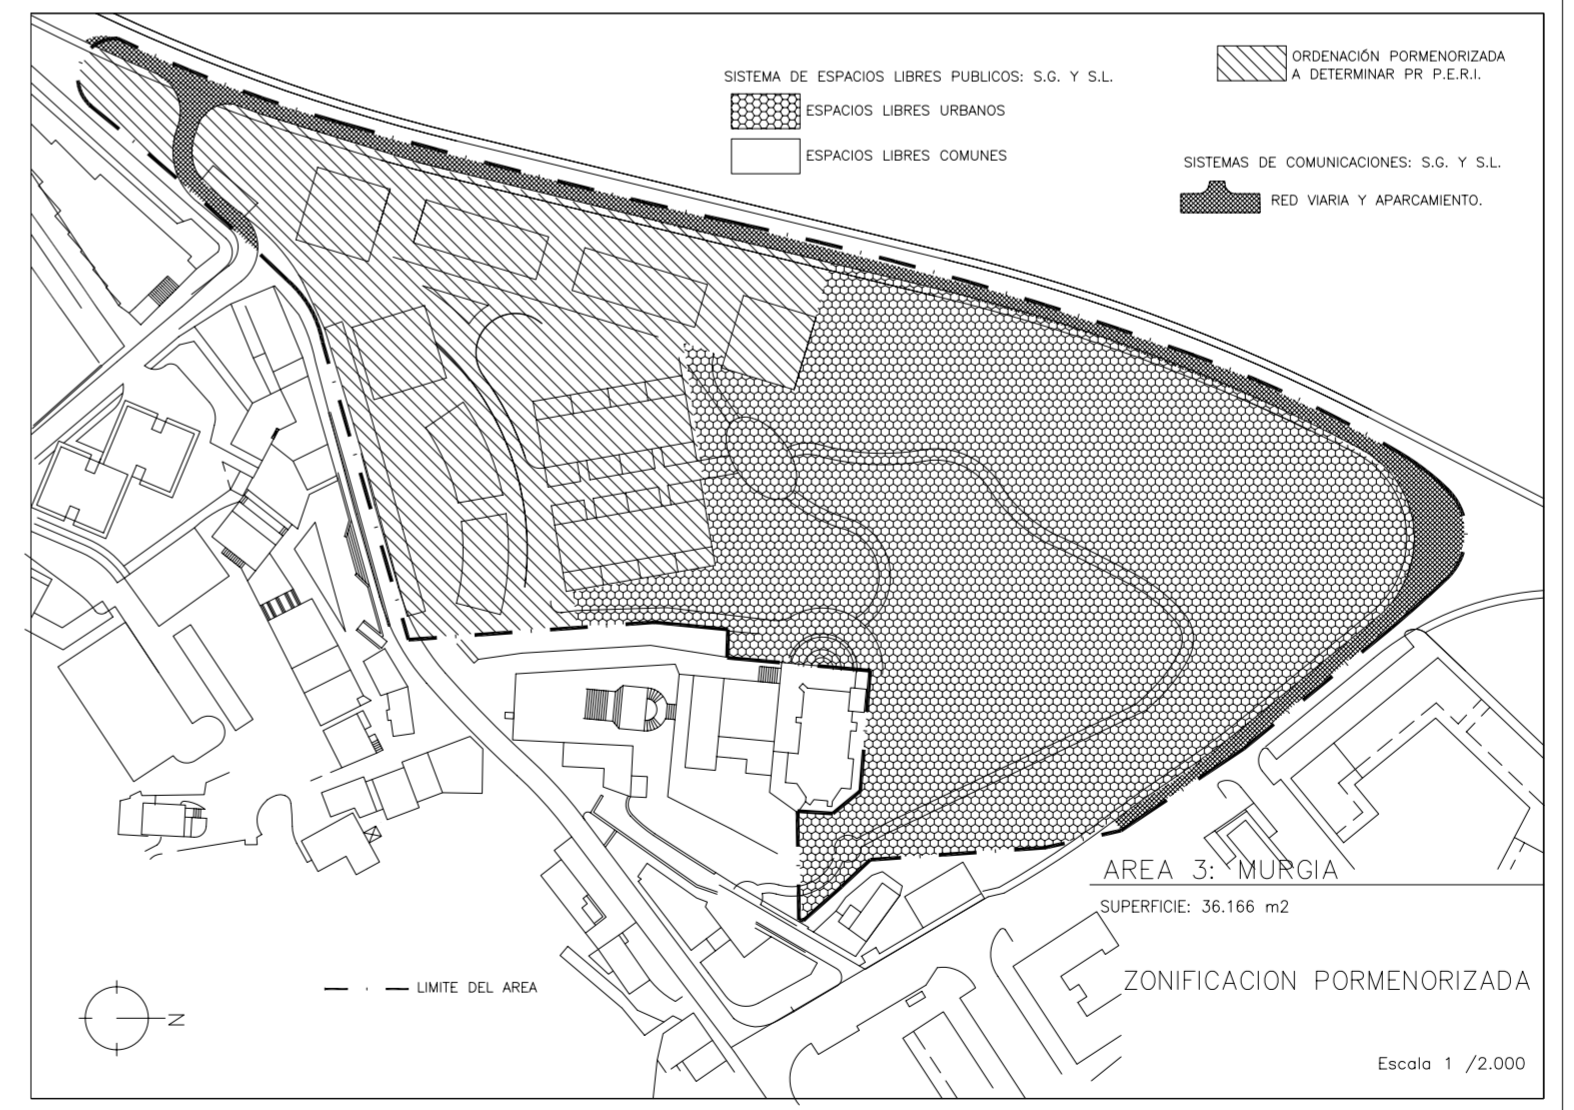 SISTEMA DE ESPACIOS LIBRES PUBLICOS: S.G. Y S.L.
ESPACIOS LIBRES URBANOS
ESPACIOS LIBRES COMUNES
ORDENACIÓN PORMENORIZADA
A DETERMINAR PR P.E.R.I.
SISTEMAS DE COMUNICACIONES: S.G. Y S.L.
RED VIARIA Y APARCAMIENTO.
AREA 3: MURGIA
SUPERFICIE: 36.166 m2
ZONIFICACION PORMENORIZADA
LIMITE DEL AREA
N
Escala 1 /2.000